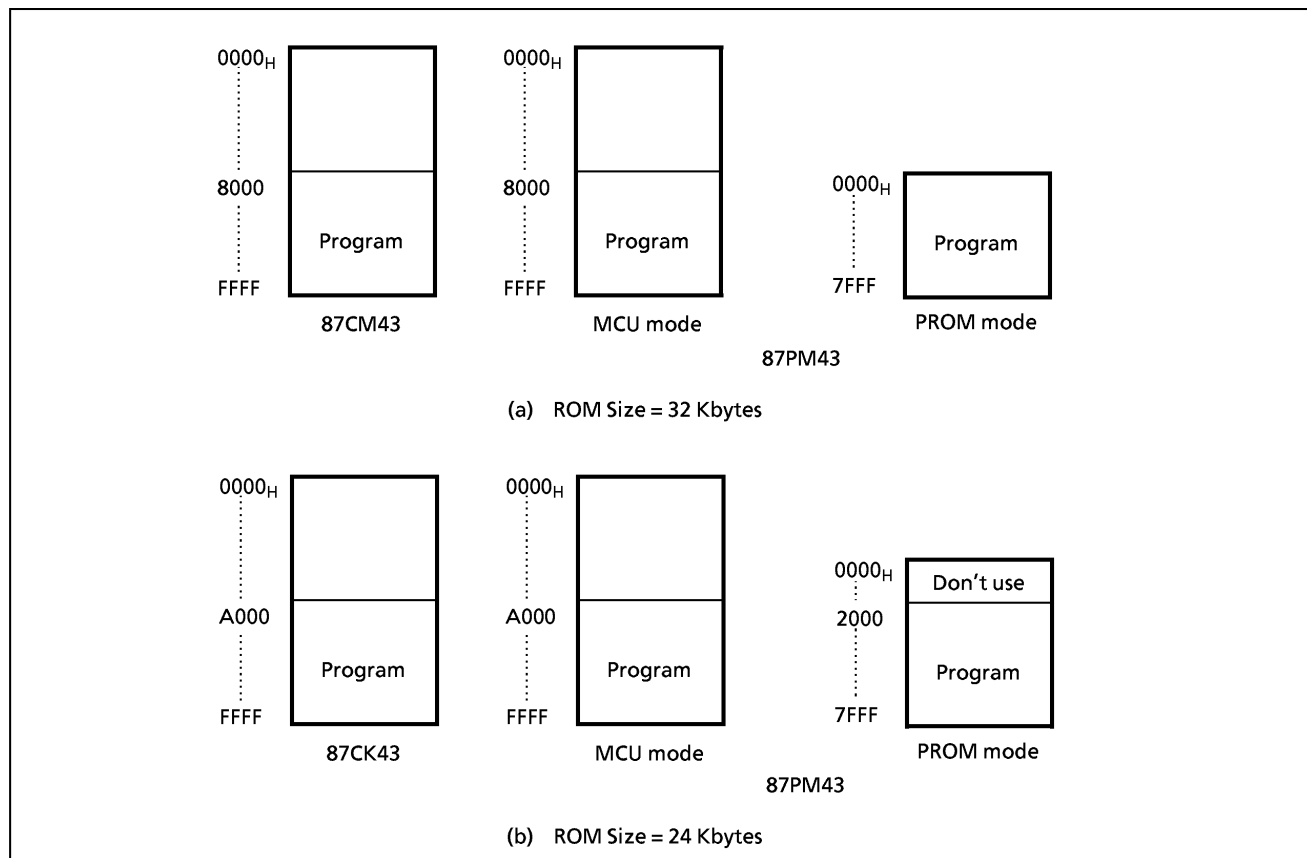 0000H
8000
Program
FFFF
87CM43
0000H
8000
Program
FFFF
MCU mode
0000H
Program
7FFF
PROM mode
87PM43
(a) ROM Size = 32 Kbytes
0000H
A000
Program
FFFF
87CK43
0000H
A000
Program
FFFF
MCU mode
0000H
Don't use
2000
Program
7FFF
PROM mode
87PM43
(b) ROM Size = 24 Kbytes